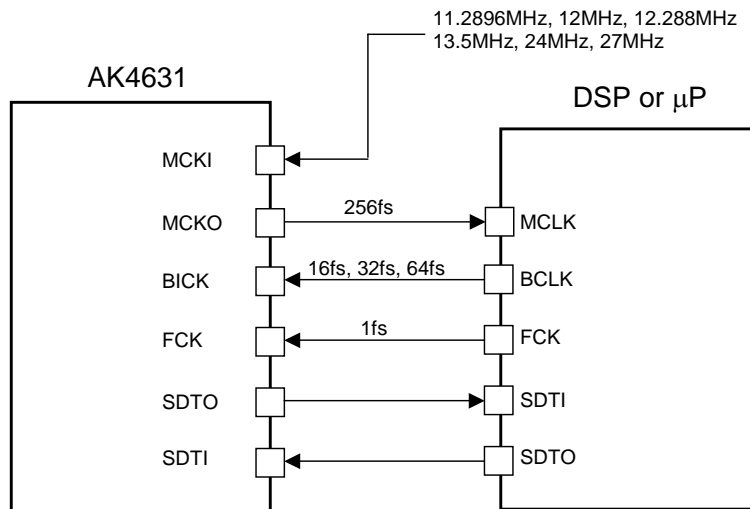 11.2896MHz, 12MHz, 12.288MHz
13.5MHz, 24MHz, 27MHz
AK4631
DSP or μP
MCKI
MCKO
256fs
MCLK
BICK
16fs, 32fs, 64fs
BCLK
FCK
1fs
FCK
SDTO
SDTI
SDTI
SDTO